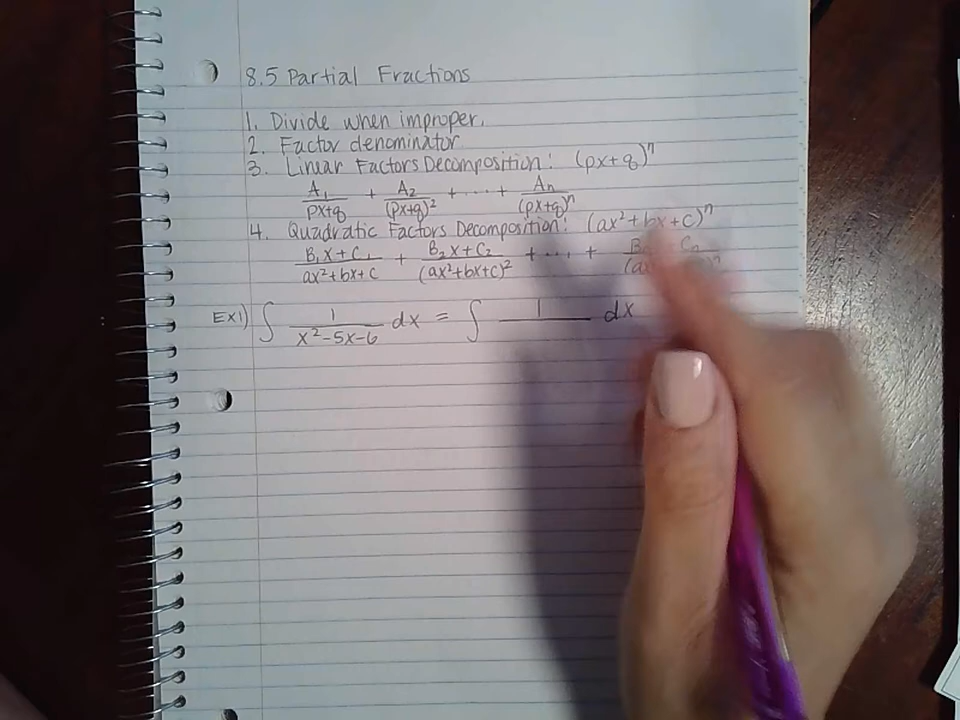 8.5 Partial Fractions
1. Divide when improper.
2. Factor denominator
3. Linear Factors Decomposition: (px+q)ⁿ
A₁/(px+q) + A₂/(px+q)² + ... + Aₙ/(px+q)ⁿ
4. Quadratic Factors Decomposition: (ax²+bx+c)ⁿ
(B₁x+C₁)/(ax²+bx+c) + (B₂x+C₂)/(ax²+bx+c)² + ... +
Ex1) ∫ 1/(x²-5x-6) dx = ∫ 1/ dx